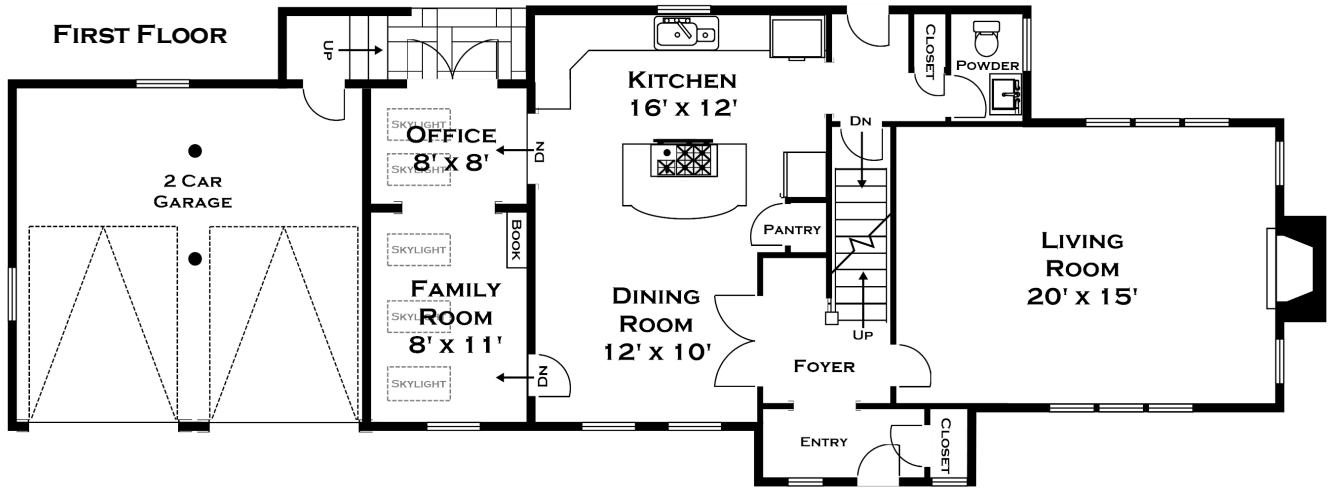 FIRST FLOOR
UP
CLOSET
POWDER
KITCHEN
16' X 12'
SKYLIGHT
OFFICE
8' X 8'
SKYLIGHT
DN
DN
2 CAR
GARAGE
BOOK
PANTRY
SKYLIGHT
LIVING
ROOM
20' X 15'
FAMILY
ROOM
8' X 11'
SKYLIGHT
DINING
ROOM
12' X 10'
UP
FOYER
SKYLIGHT
DN
ENTRY
CLOSET